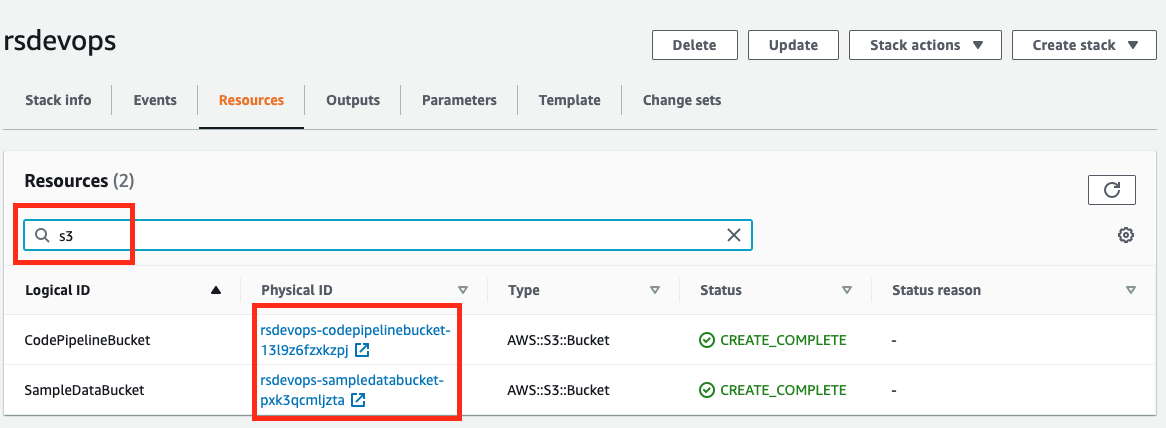 rsdevops
Delete Update Stack actions Create stack
Stack info Events Resources Outputs Parameters Template Change sets
Resources (2)
s3
Logical ID Physical ID Type Status Status reason
CodePipelineBucket rsdevops-codepipelinebucket-13l9z6fzxkzpj AWS::S3::Bucket CREATE_COMPLETE -
SampleDataBucket rsdevops-sampledatabucket-pxk3qcmljzta AWS::S3::Bucket CREATE_COMPLETE -